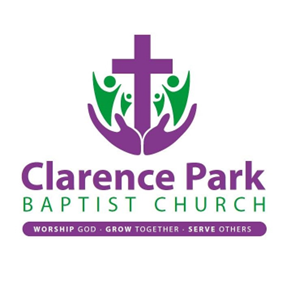 Clarence Park
BAPTIST CHURCH
WORSHIP GOD · GROW TOGETHER · SERVE OTHERS